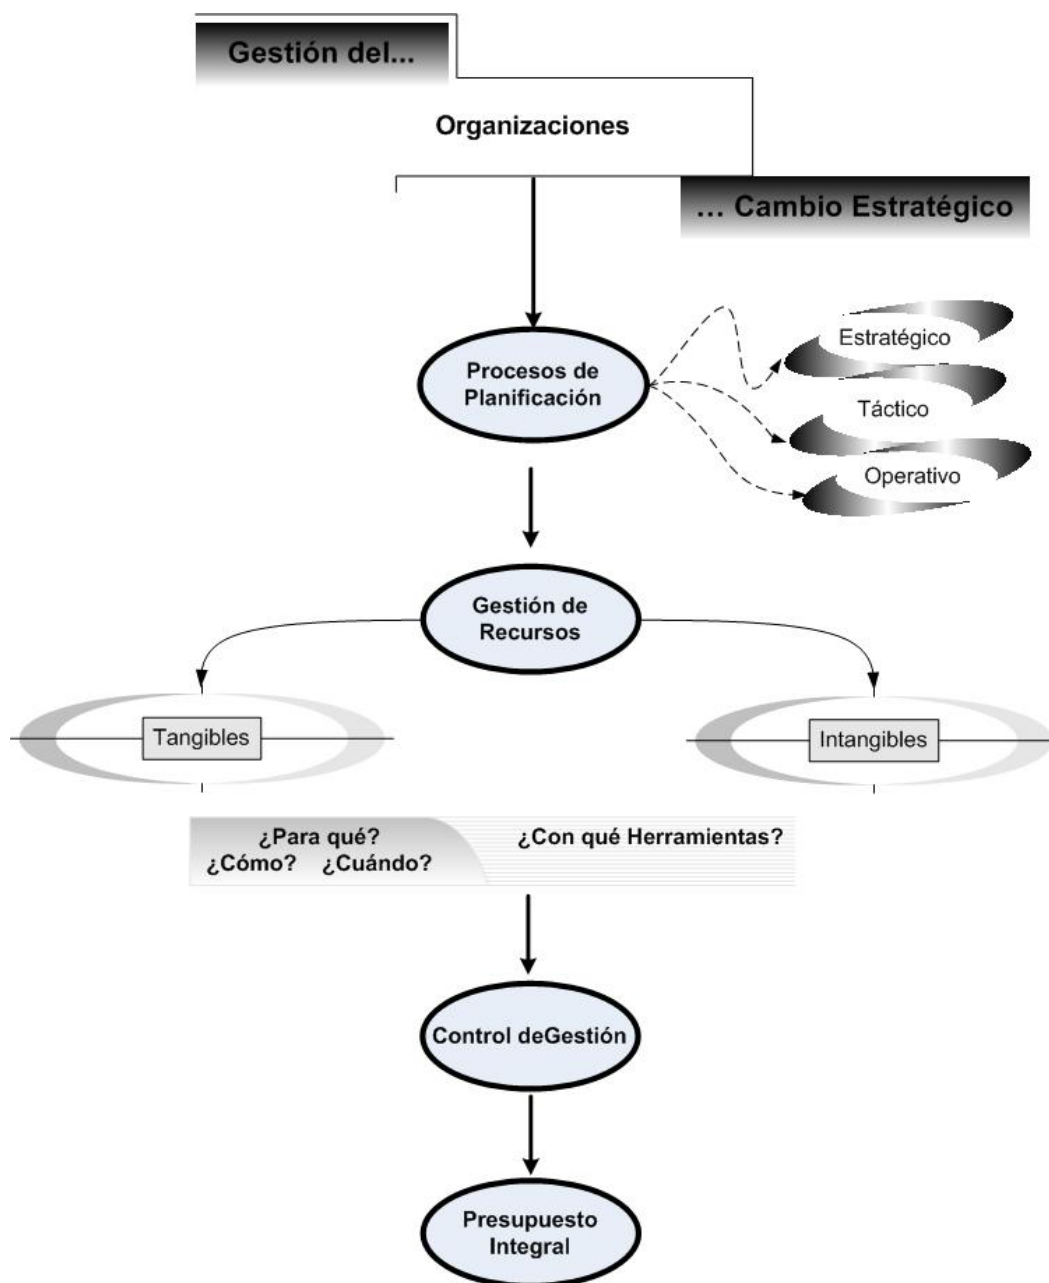 Gestión del...
Organizaciones
... Cambio Estratégico
Procesos de
Planificación
Estratégico
Táctico
Operativo
Gestión de
Recursos
Tangibles
Intangibles
¿Para qué?
¿Cómo? ¿Cuándo?
¿Con qué Herramientas?
Control deGestión
Presupuesto
Integral